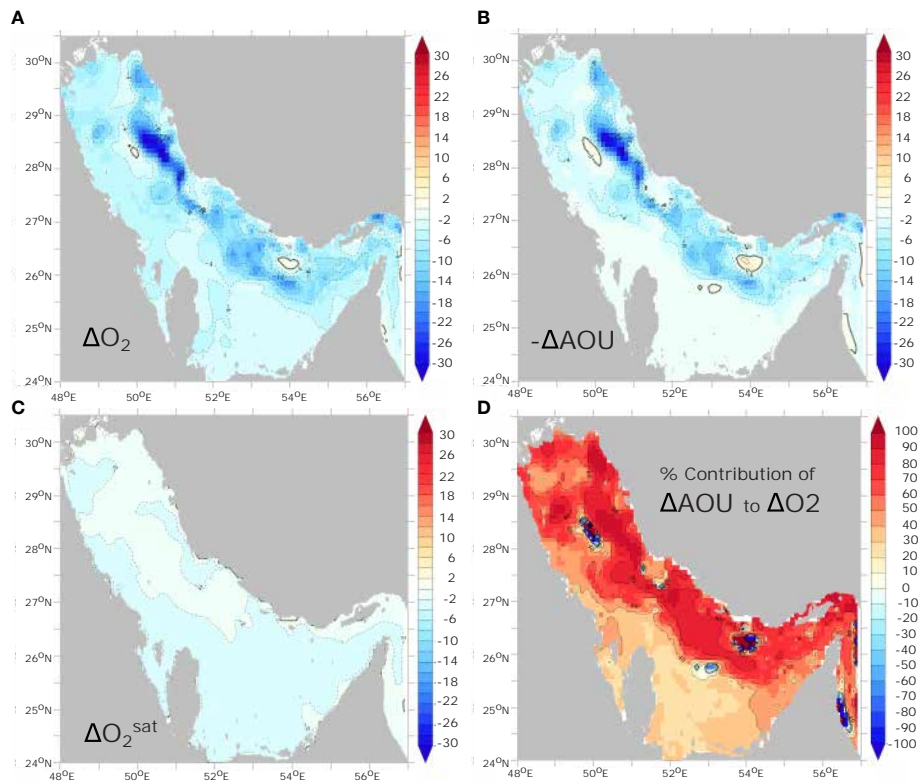 A
30°N
29°N
28°N
27°N
26°N
25°N
24°N
48°E
50°E
52°E
54°E
56°E
ΔO₂
30
26
22
18
14
10
6
2
-2
-6
-10
-14
-18
-22
-26
-30
B
30°N
29°N
28°N
27°N
26°N
25°N
24°N
48°E
50°E
52°E
54°E
56°E
-ΔAOU
30
26
22
18
14
10
6
2
-2
-6
-10
-14
-18
-22
-26
-30
C
30°N
29°N
28°N
27°N
26°N
25°N
24°N
48°E
50°E
52°E
54°E
56°E
ΔO₂ˢᵃᵗ
30
26
22
18
14
10
6
2
-2
-6
-10
-14
-18
-22
-26
-30
D
% Contribution of
ΔAOU to ΔO2
30°N
29°N
28°N
27°N
26°N
25°N
24°N
48°E
50°E
52°E
54°E
56°E
100
90
80
70
60
50
40
30
20
10
0
-10
-20
-30
-40
-50
-60
-70
-80
-90
-100